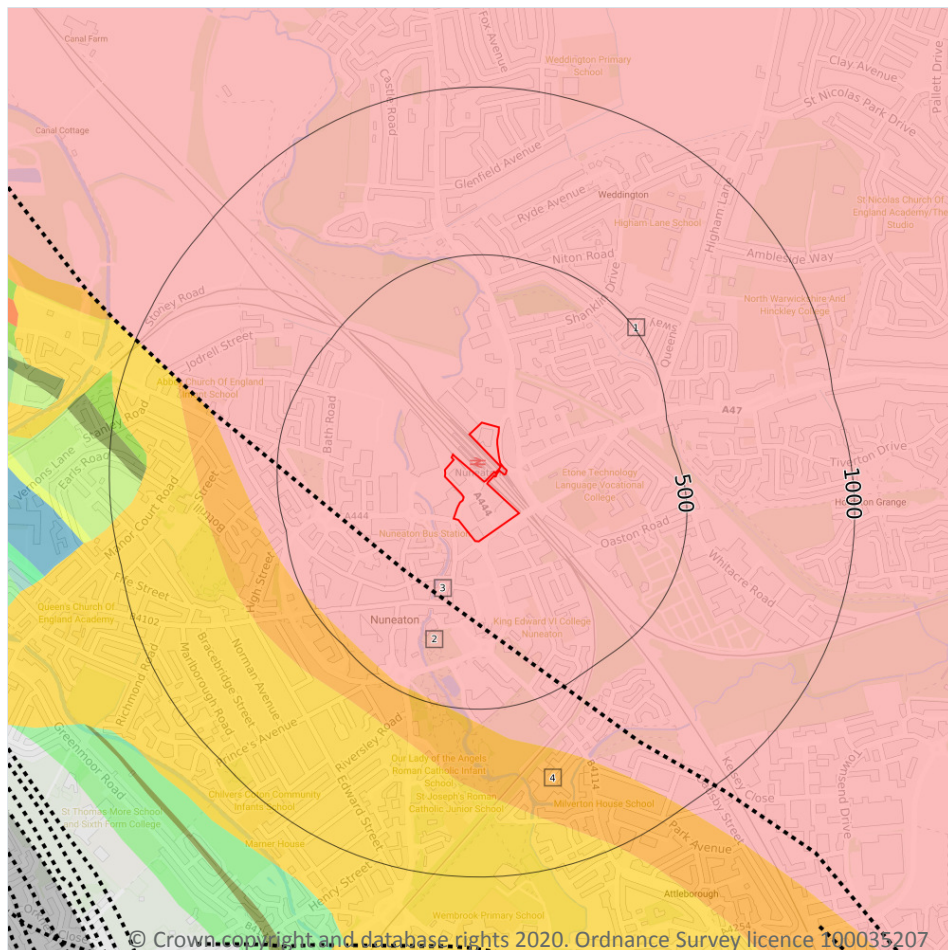 Canal Farm
Fox Avenue
Weddington Primary
School
Clay Avenue
Pallett Drive
Castle Road
St Nicolas Park Drive
Canal Cottage
Glenfield Avenue
Ryde Avenue
Weddington
Higham Lane School
Higham Lane
St Nicolas Church Of
England Academy/The
Studio
Niton Road
Ambleside Way
Stoney Road
Shanklin Drive
North Warwickshire And
Hinckley College
1
Queens
way
Jodrell Street
Abbey Church Of England
School
A47
Bath Road
Stanley Road
Vernons Lane
Earls Road
Tiverton Drive
Etone Technology
Language Vocational
College
500
1000
Grange
A444
A444
Nuneaton Bus Station
Oaston Road
Manor Court Road
Whitacre Road
Fife Street
High Street
3
Queen's Church Of
England Academy
B4102
Nuneaton
2
King Edward VI College
Nuneaton
Norman Avenue
Bracebridge Street
Marlborough Road
Richmond Road
Prince's Avenue
Riversley Road
Greenmoor Road
Our Lady of the Angels
Roman Catholic Infant
School
St Joseph's Roman
Catholic Junior School
4
B4114
Milverton House School
Kelsey Close
Townsend Drive
Chilvers Coton Community
Infants School
St Thomas More School
and Sixth Form College
Edward Street
Marner House
Park Avenue
Henry Street
Attleborough
Wembrook Primary School
B4254
Close
© Crown copyright and database rights 2020. Ordnance Survey licence 100035207